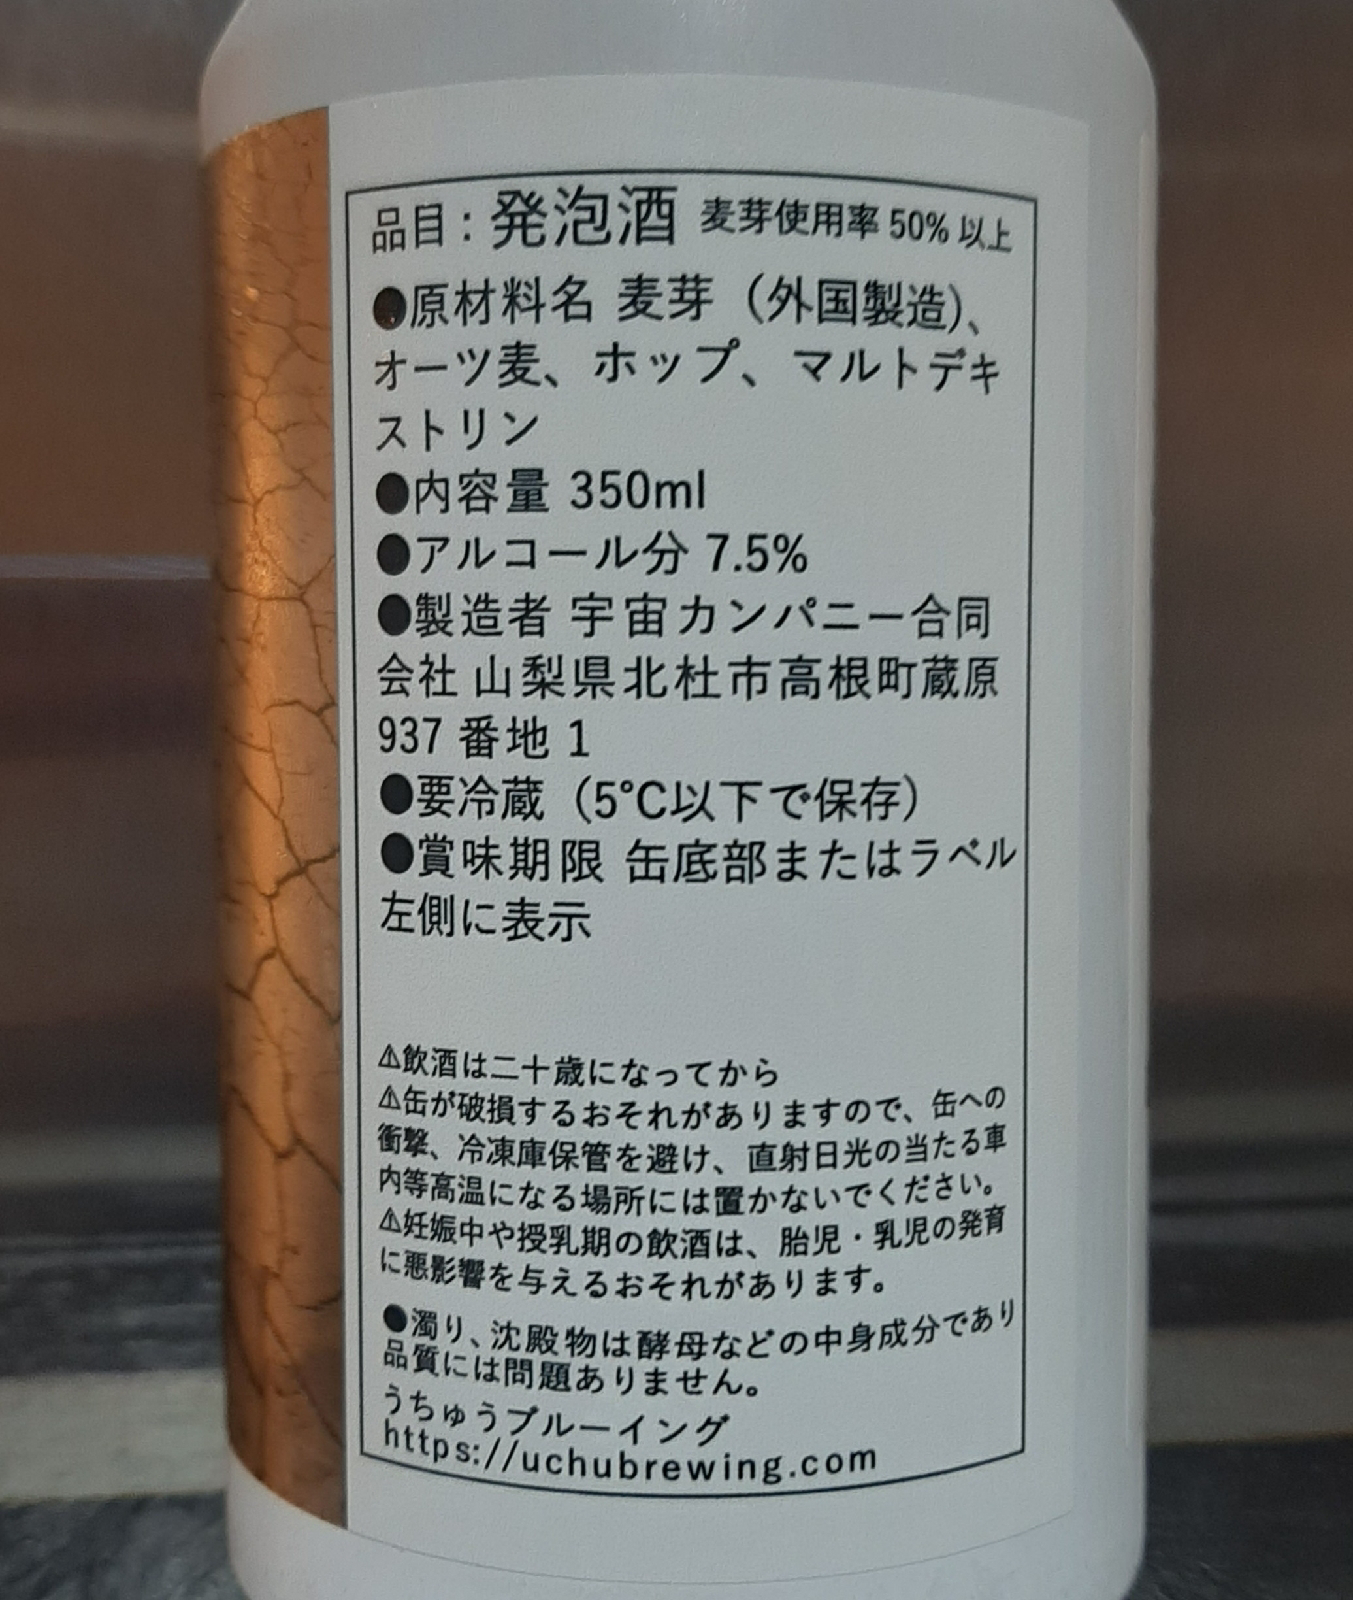 品目：発泡酒 麦芽使用率 50% 以上
●原材料名 麦芽（外国製造）、
オーツ麦、ホップ、マルトデキ
ストリン
●内容量 350ml
●アルコール分 7.5%
●製造者 宇宙カンパニー合同
会社 山梨県北杜市高根町蔵原
937 番地 1
●要冷蔵（5℃以下で保存）
●賞味期限 缶底部またはラベル
左側に表示
⚠飲酒は二十歳になってから
⚠缶が破損するおそれがありますので、缶への
衝撃、冷凍庫保管を避け、直射日光の当たる車
内等高温になる場所には置かないでください。
⚠妊娠中や授乳期の飲酒は、胎児・乳児の発育
に悪影響を与えるおそれがあります。
●濁り、沈殿物は酵母などの中身成分であり
品質には問題ありません。
うちゅうブルーイング
https://uchubrewing.com